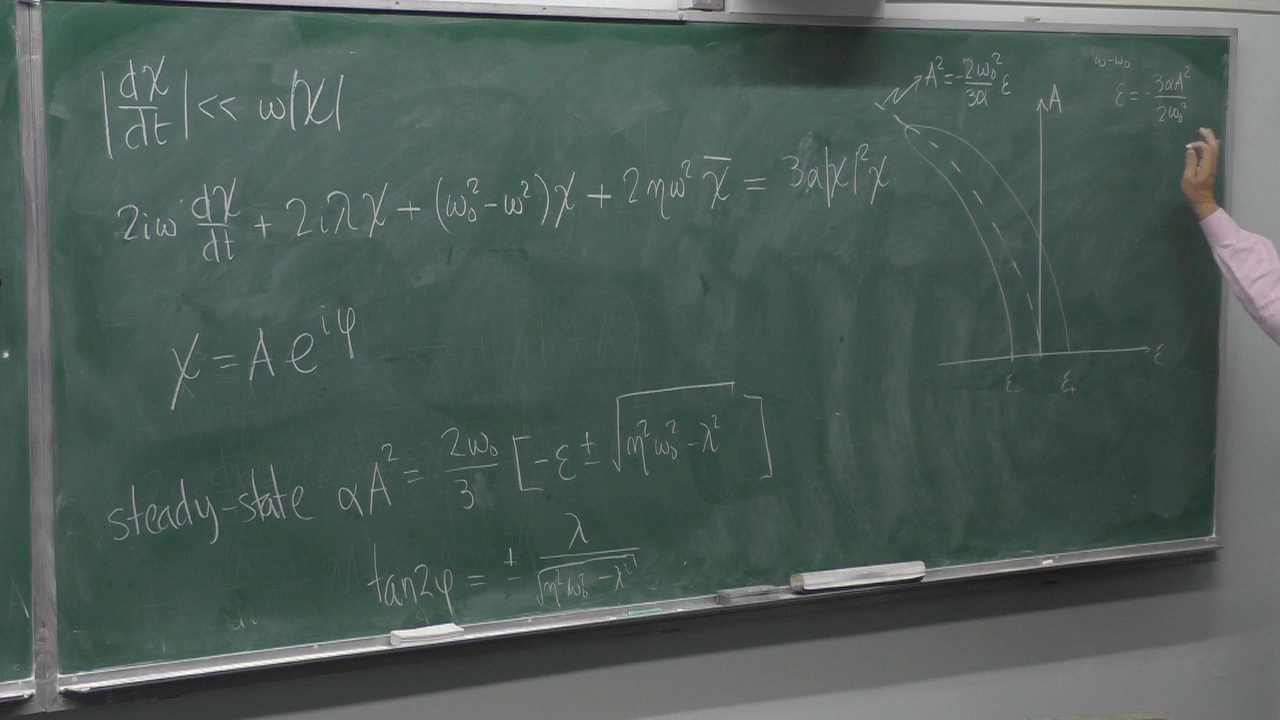 |dχ/dt| << ω|χ|
2iω dχ/dt + 2iλχ + (ω₀² - ω²)χ + 2ηω² χ̅ = 3a|χ|²χ
χ = A e^{iφ}
steady-state αA² = 2ω₀/3 [-ε ± √(η²ω₀² - λ²)]
tan2φ = ± λ/√(η²ω₀² - λ²)
A² = -2ω₀²/3α ε
A
ω-ω₀
ε = -3αA²/2ω₀²
ε
ε₋ ε₊